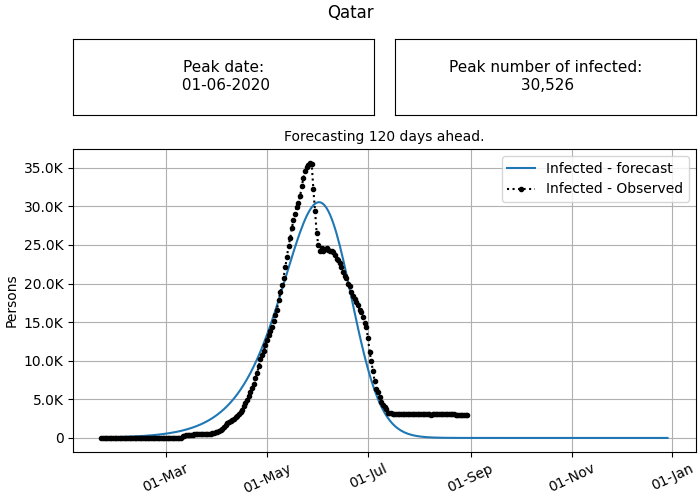 Qatar
Peak date:
01-06-2020
Peak number of infected:
30,526
Forecasting 120 days ahead.
Infected - forecast
Infected - Observed
Persons
35.0K
30.0K
25.0K
20.0K
15.0K
10.0K
5.0K
0
01-Mar
01-May
01-Jul
01-Sep
01-Nov
01-Jan